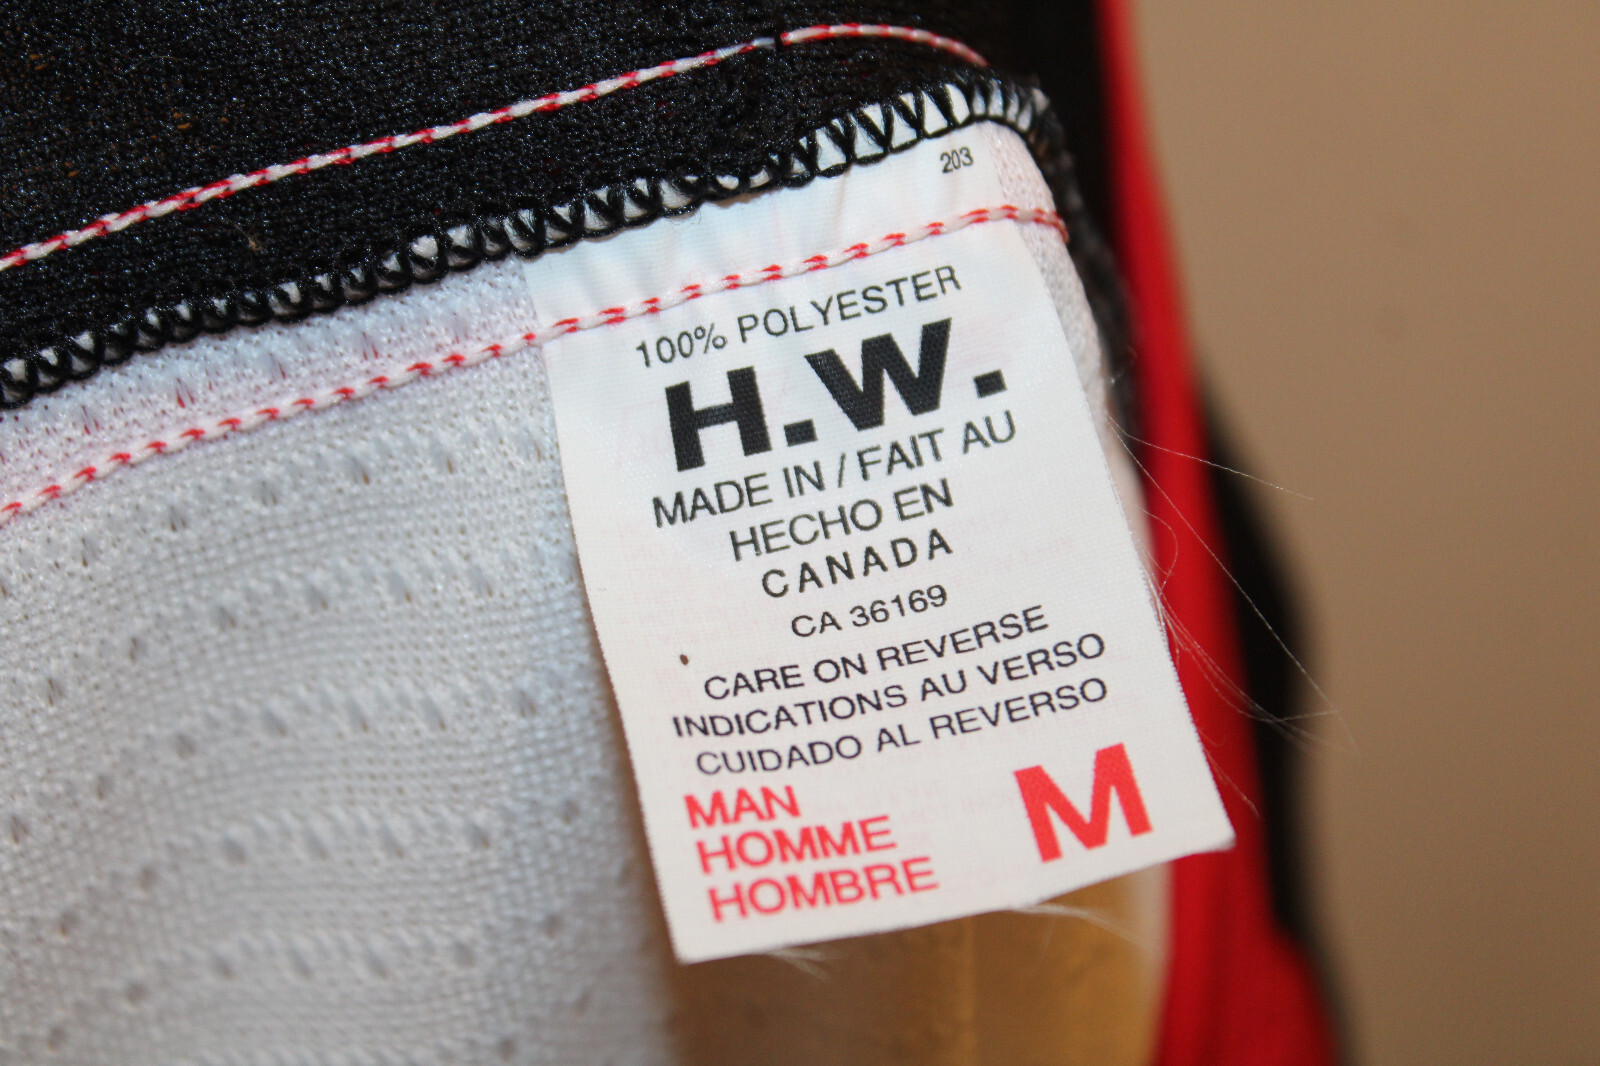 203
100% POLYESTER
H.W.
MADE IN / FAIT AU
HECHO EN
CANADA
CA 36169
CARE ON REVERSE
INDICATIONS AU VERSO
CUIDADO AL REVERSO
MAN
HOMME
HOMBRE
M